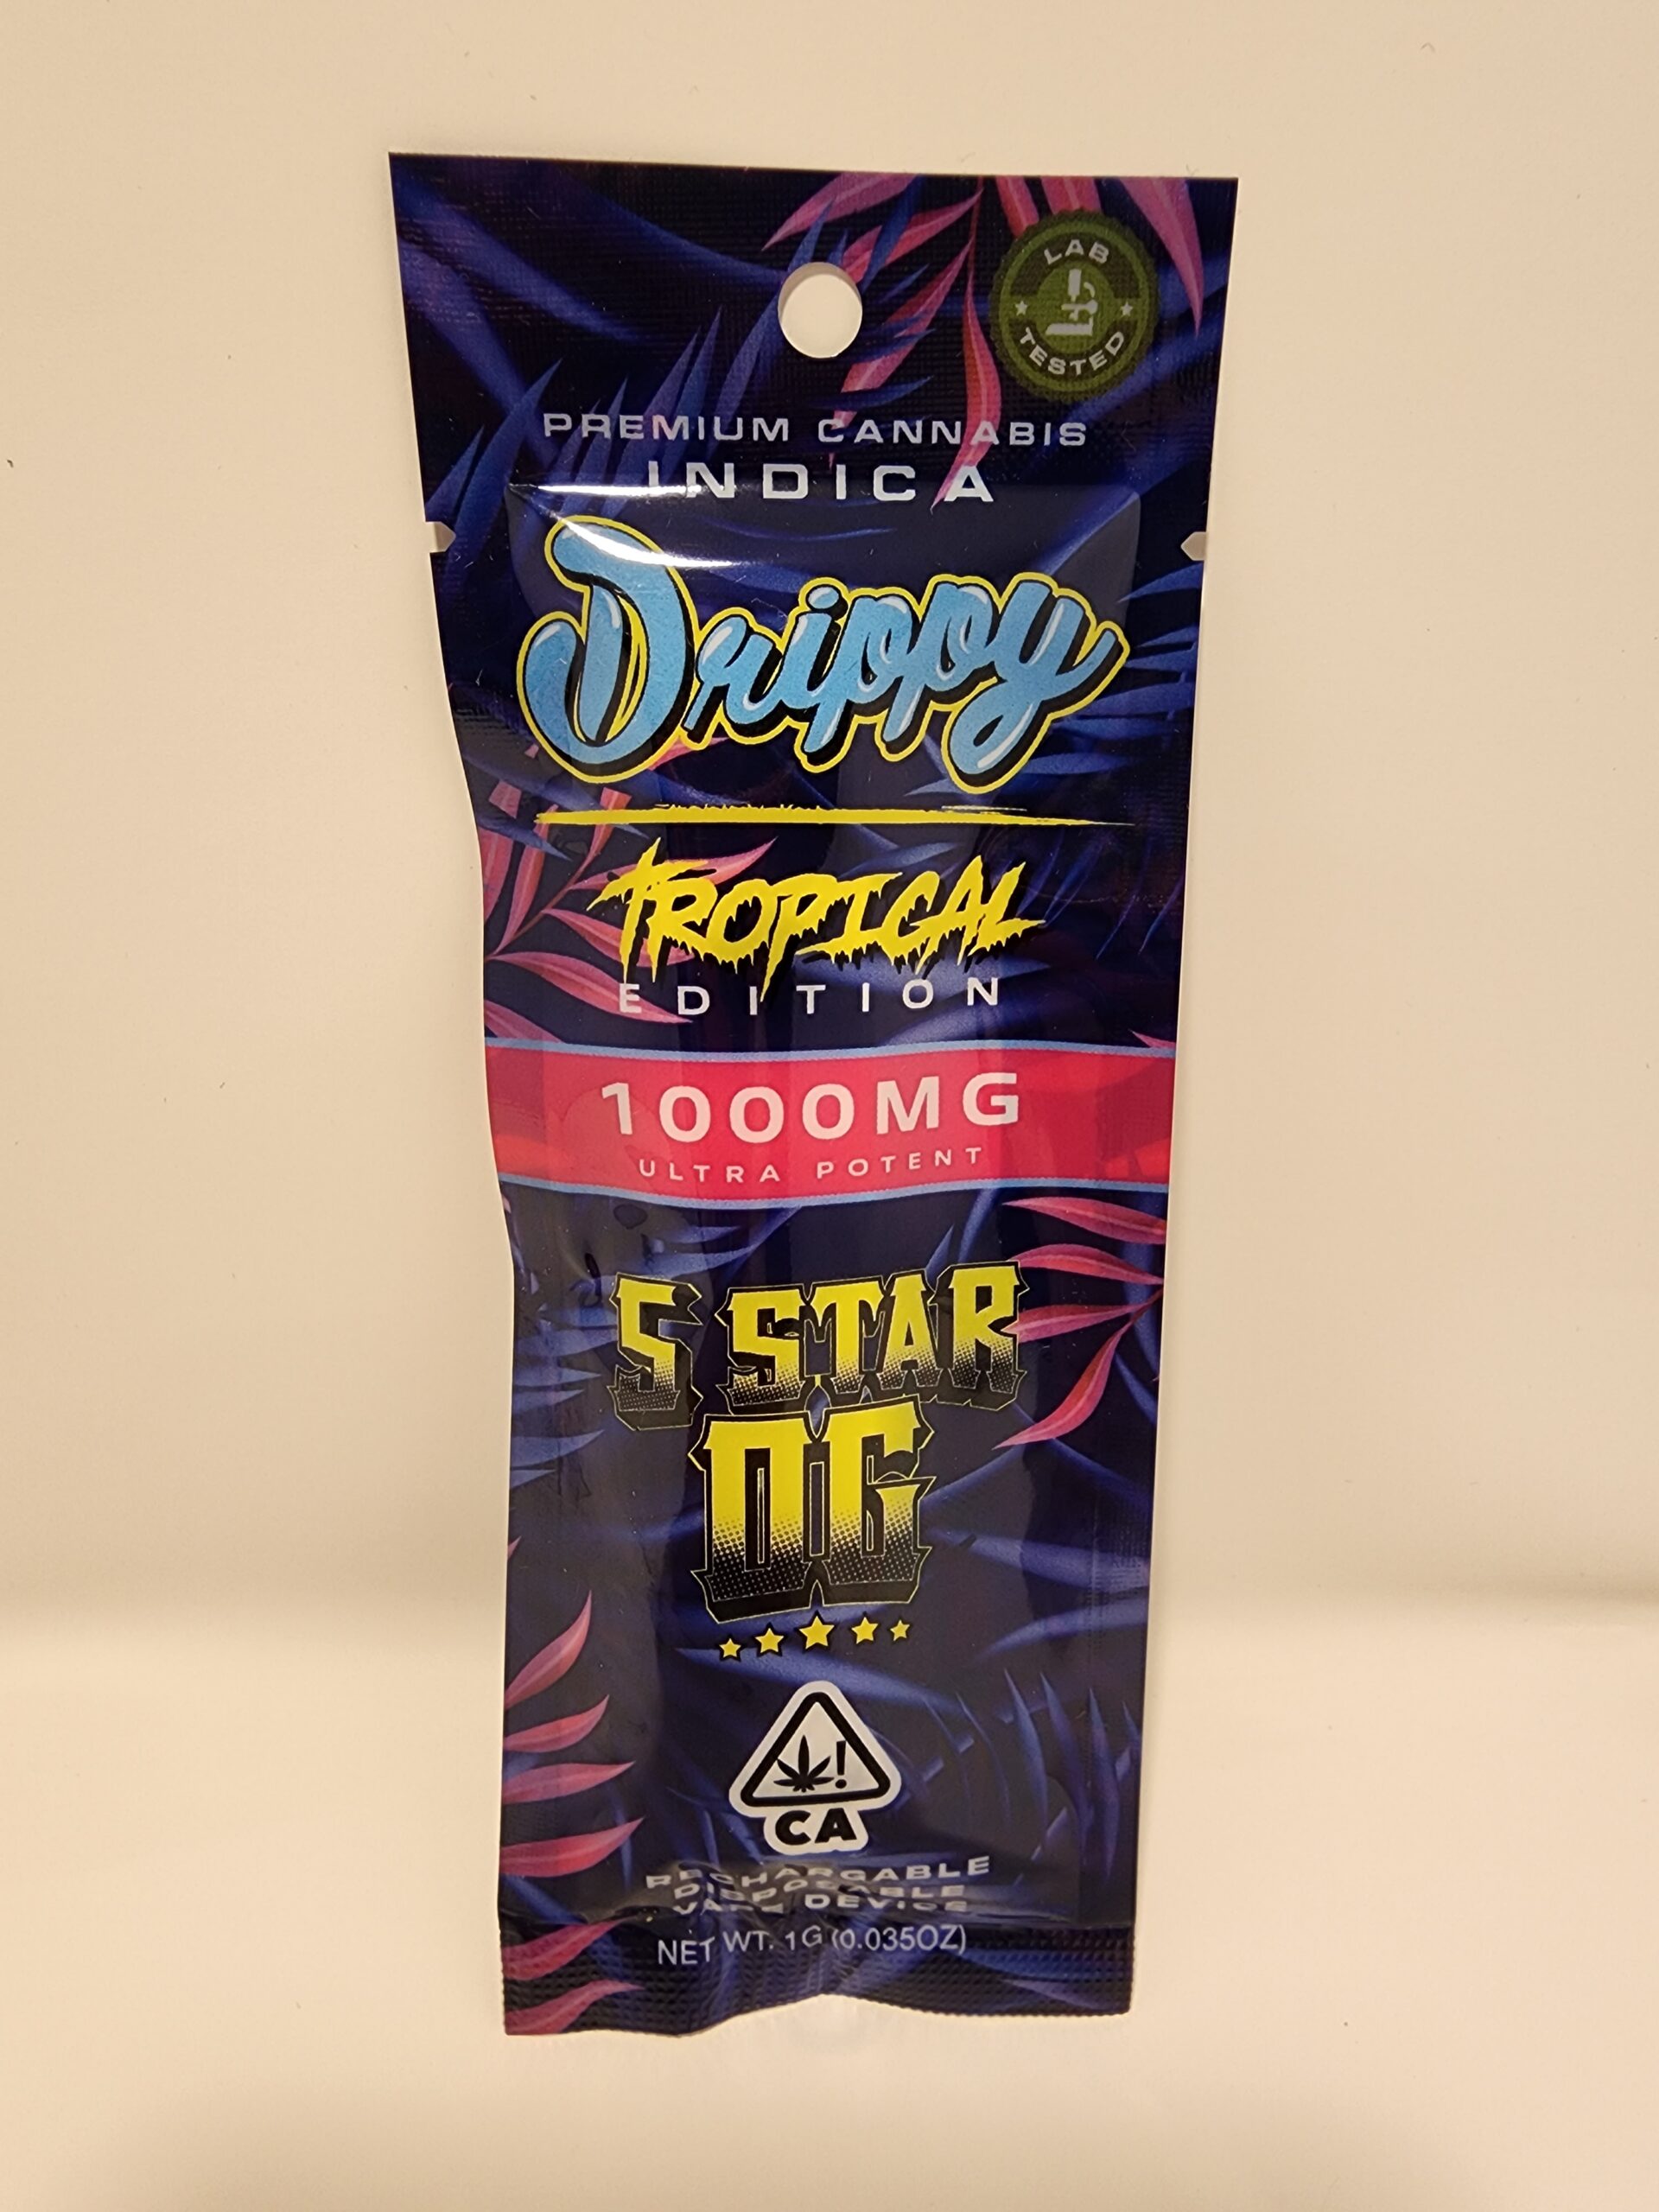 LAB
TESTED
PREMIUM CANNABIS
INDICA
Drippy
TROPICAL
EDITION
1000MG
ULTRA POTENT
5 STAR
OG
!
CA
RECHARGABLE
DISPOSABLE
VAPE DEVICE
NET WT. 1G (0.035OZ)